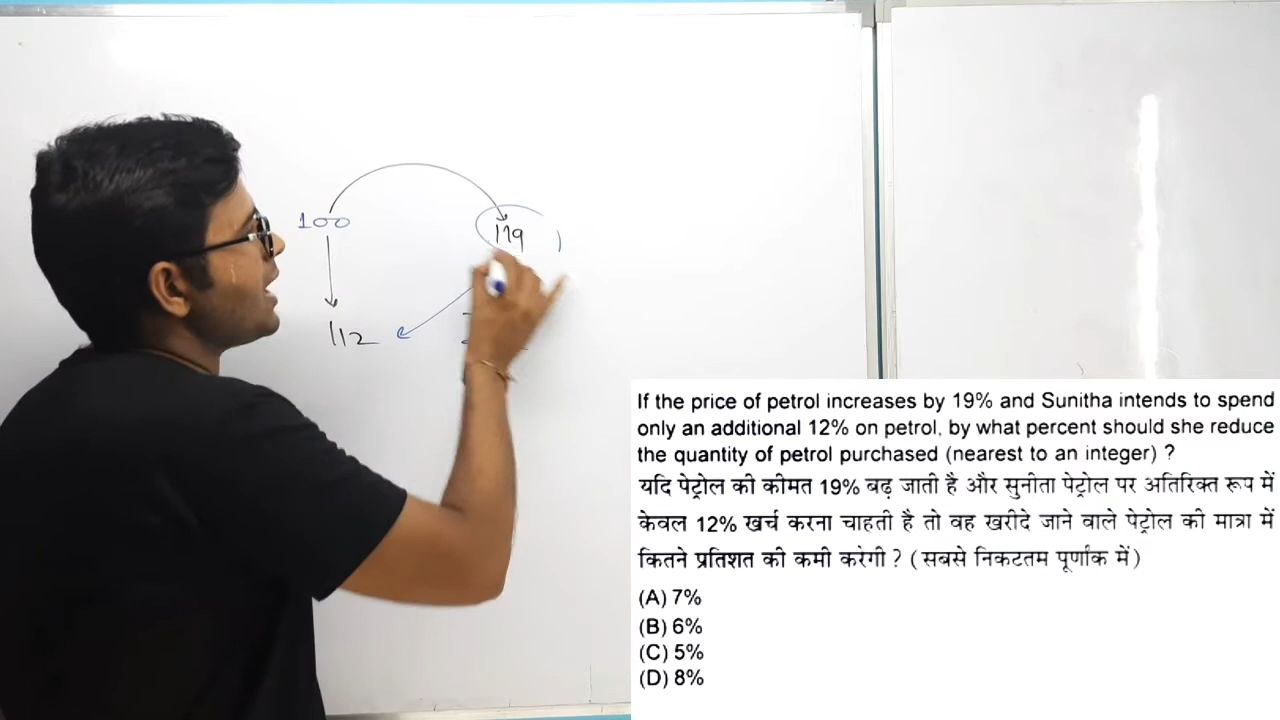 100
119
112
If the price of petrol increases by 19% and Sunitha intends to spend
only an additional 12% on petrol, by what percent should she reduce
the quantity of petrol purchased (nearest to an integer) ?
यदि पेट्रोल की कीमत 19% बढ़ जाती है और सुनीता पेट्रोल पर अतिरिक्त रूप में
केवल 12% खर्च करना चाहती है तो वह खरीदे जाने वाले पेट्रोल की मात्रा में
कितने प्रतिशत की कमी करेगी ? (सबसे निकटतम पूर्णांक में)
(A) 7%
(B) 6%
(C) 5%
(D) 8%